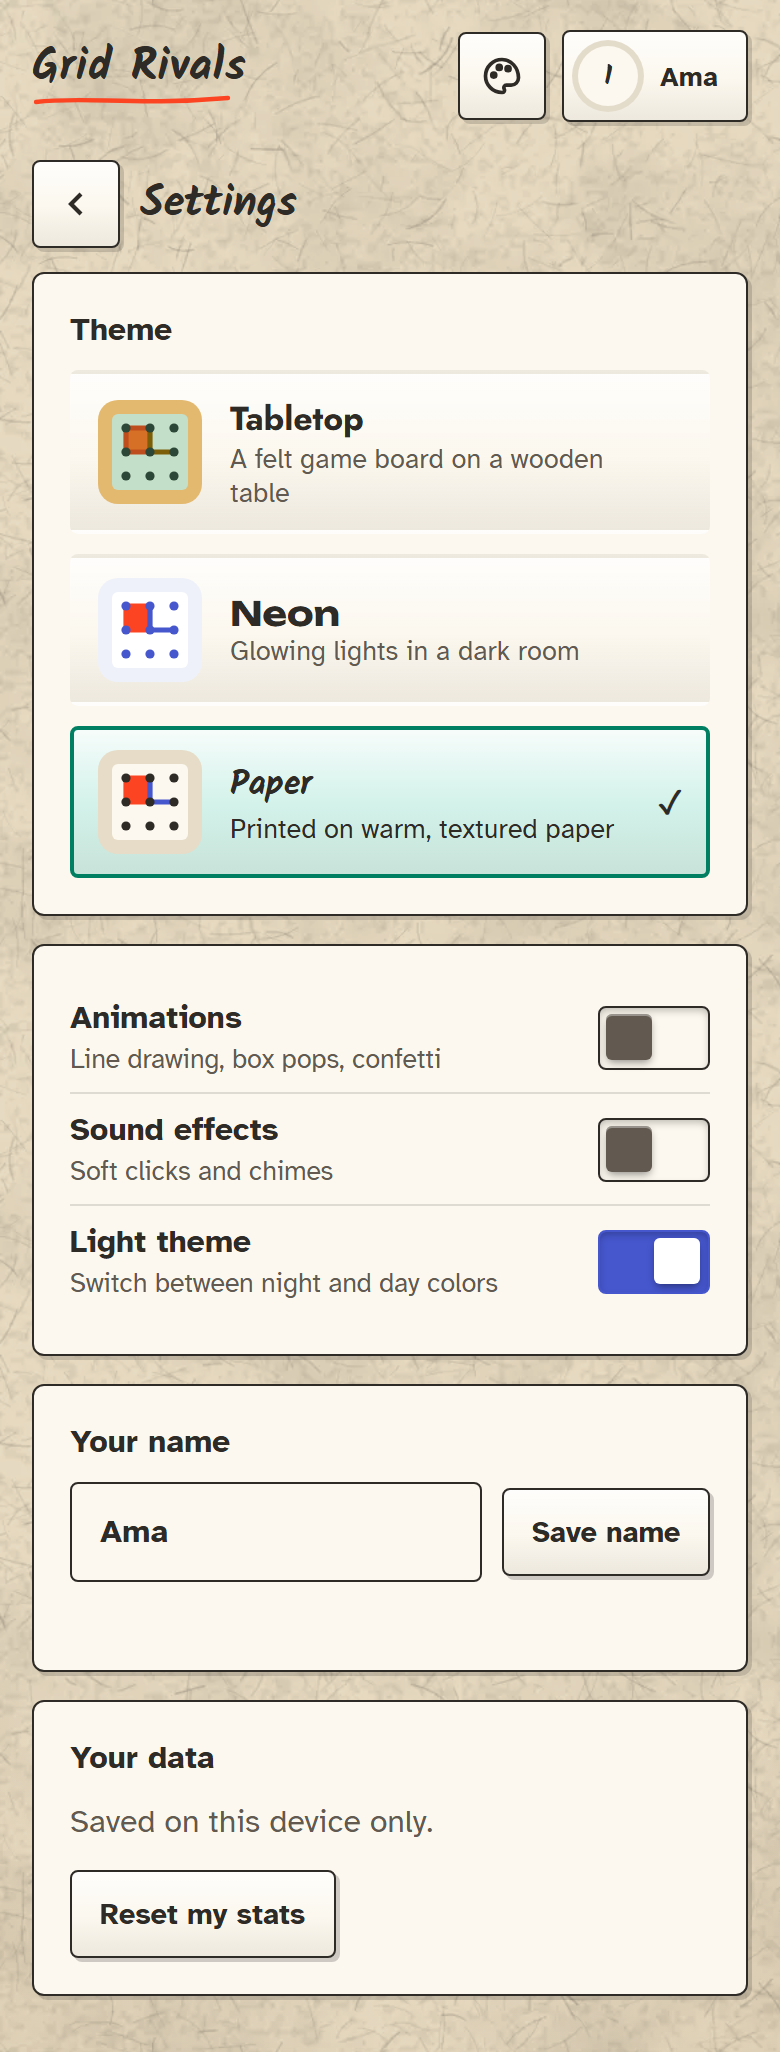 Grid Rivals
1 Ama
Settings
Theme
Tabletop
A felt game board on a wooden
table
Neon
Glowing lights in a dark room
Paper
Printed on warm, textured paper
Animations
Line drawing, box pops, confetti
Sound effects
Soft clicks and chimes
Light theme
Switch between night and day colors
Your name
Ama
Save name
Your data
Saved on this device only.
Reset my stats